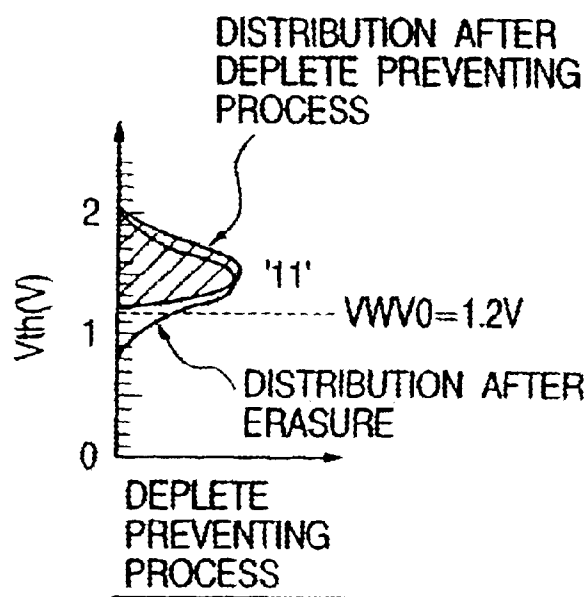 DISTRIBUTION AFTER
DEPLETE PREVENTING
PROCESS
2
'11'
Vth(V)
1
VWV0=1.2V
DISTRIBUTION AFTER
ERASURE
0
DEPLETE
PREVENTING
PROCESS